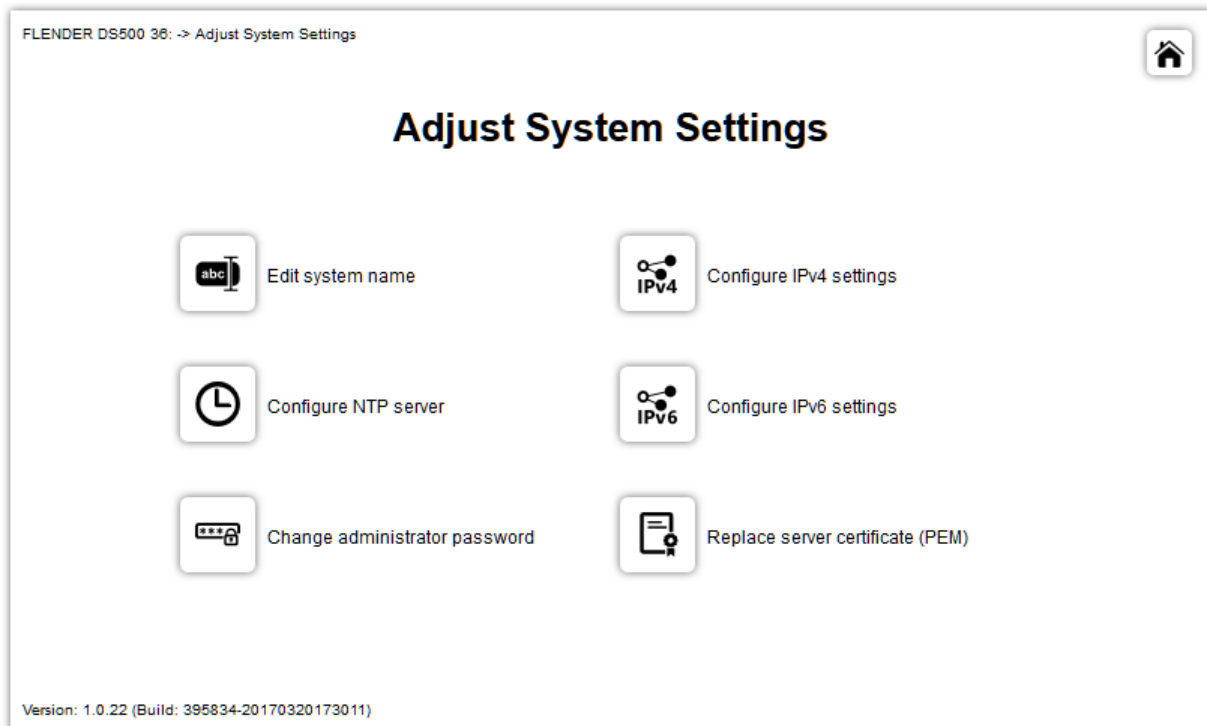 FLENDER DS500 36: -> Adjust System Settings
Adjust System Settings
abc
Edit system name
IPv4
Configure IPv4 settings
Configure NTP server
IPv6
Configure IPv6 settings
***
Change administrator password
Replace server certificate (PEM)
Version: 1.0.22 (Build: 395834-20170320173011)